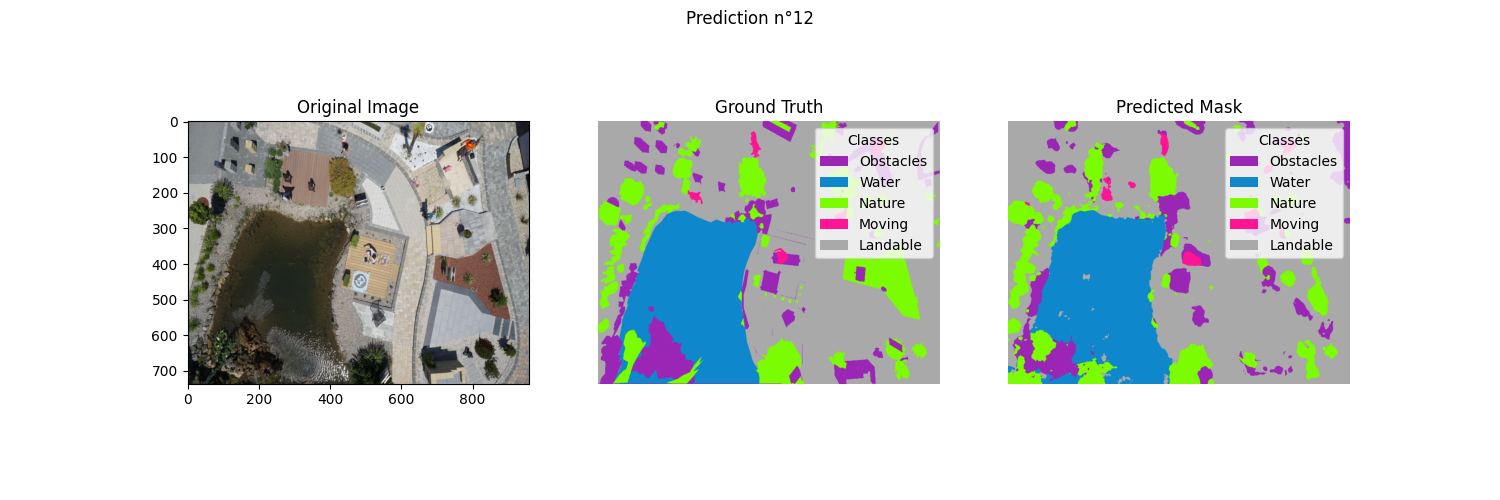 Prediction n°12
Original Image
0
100
200
300
400
500
600
700
0
200
400
600
800
Ground Truth
Classes
Obstacles
Water
Nature
Moving
Landable
Predicted Mask
Classes
Obstacles
Water
Nature
Moving
Landable